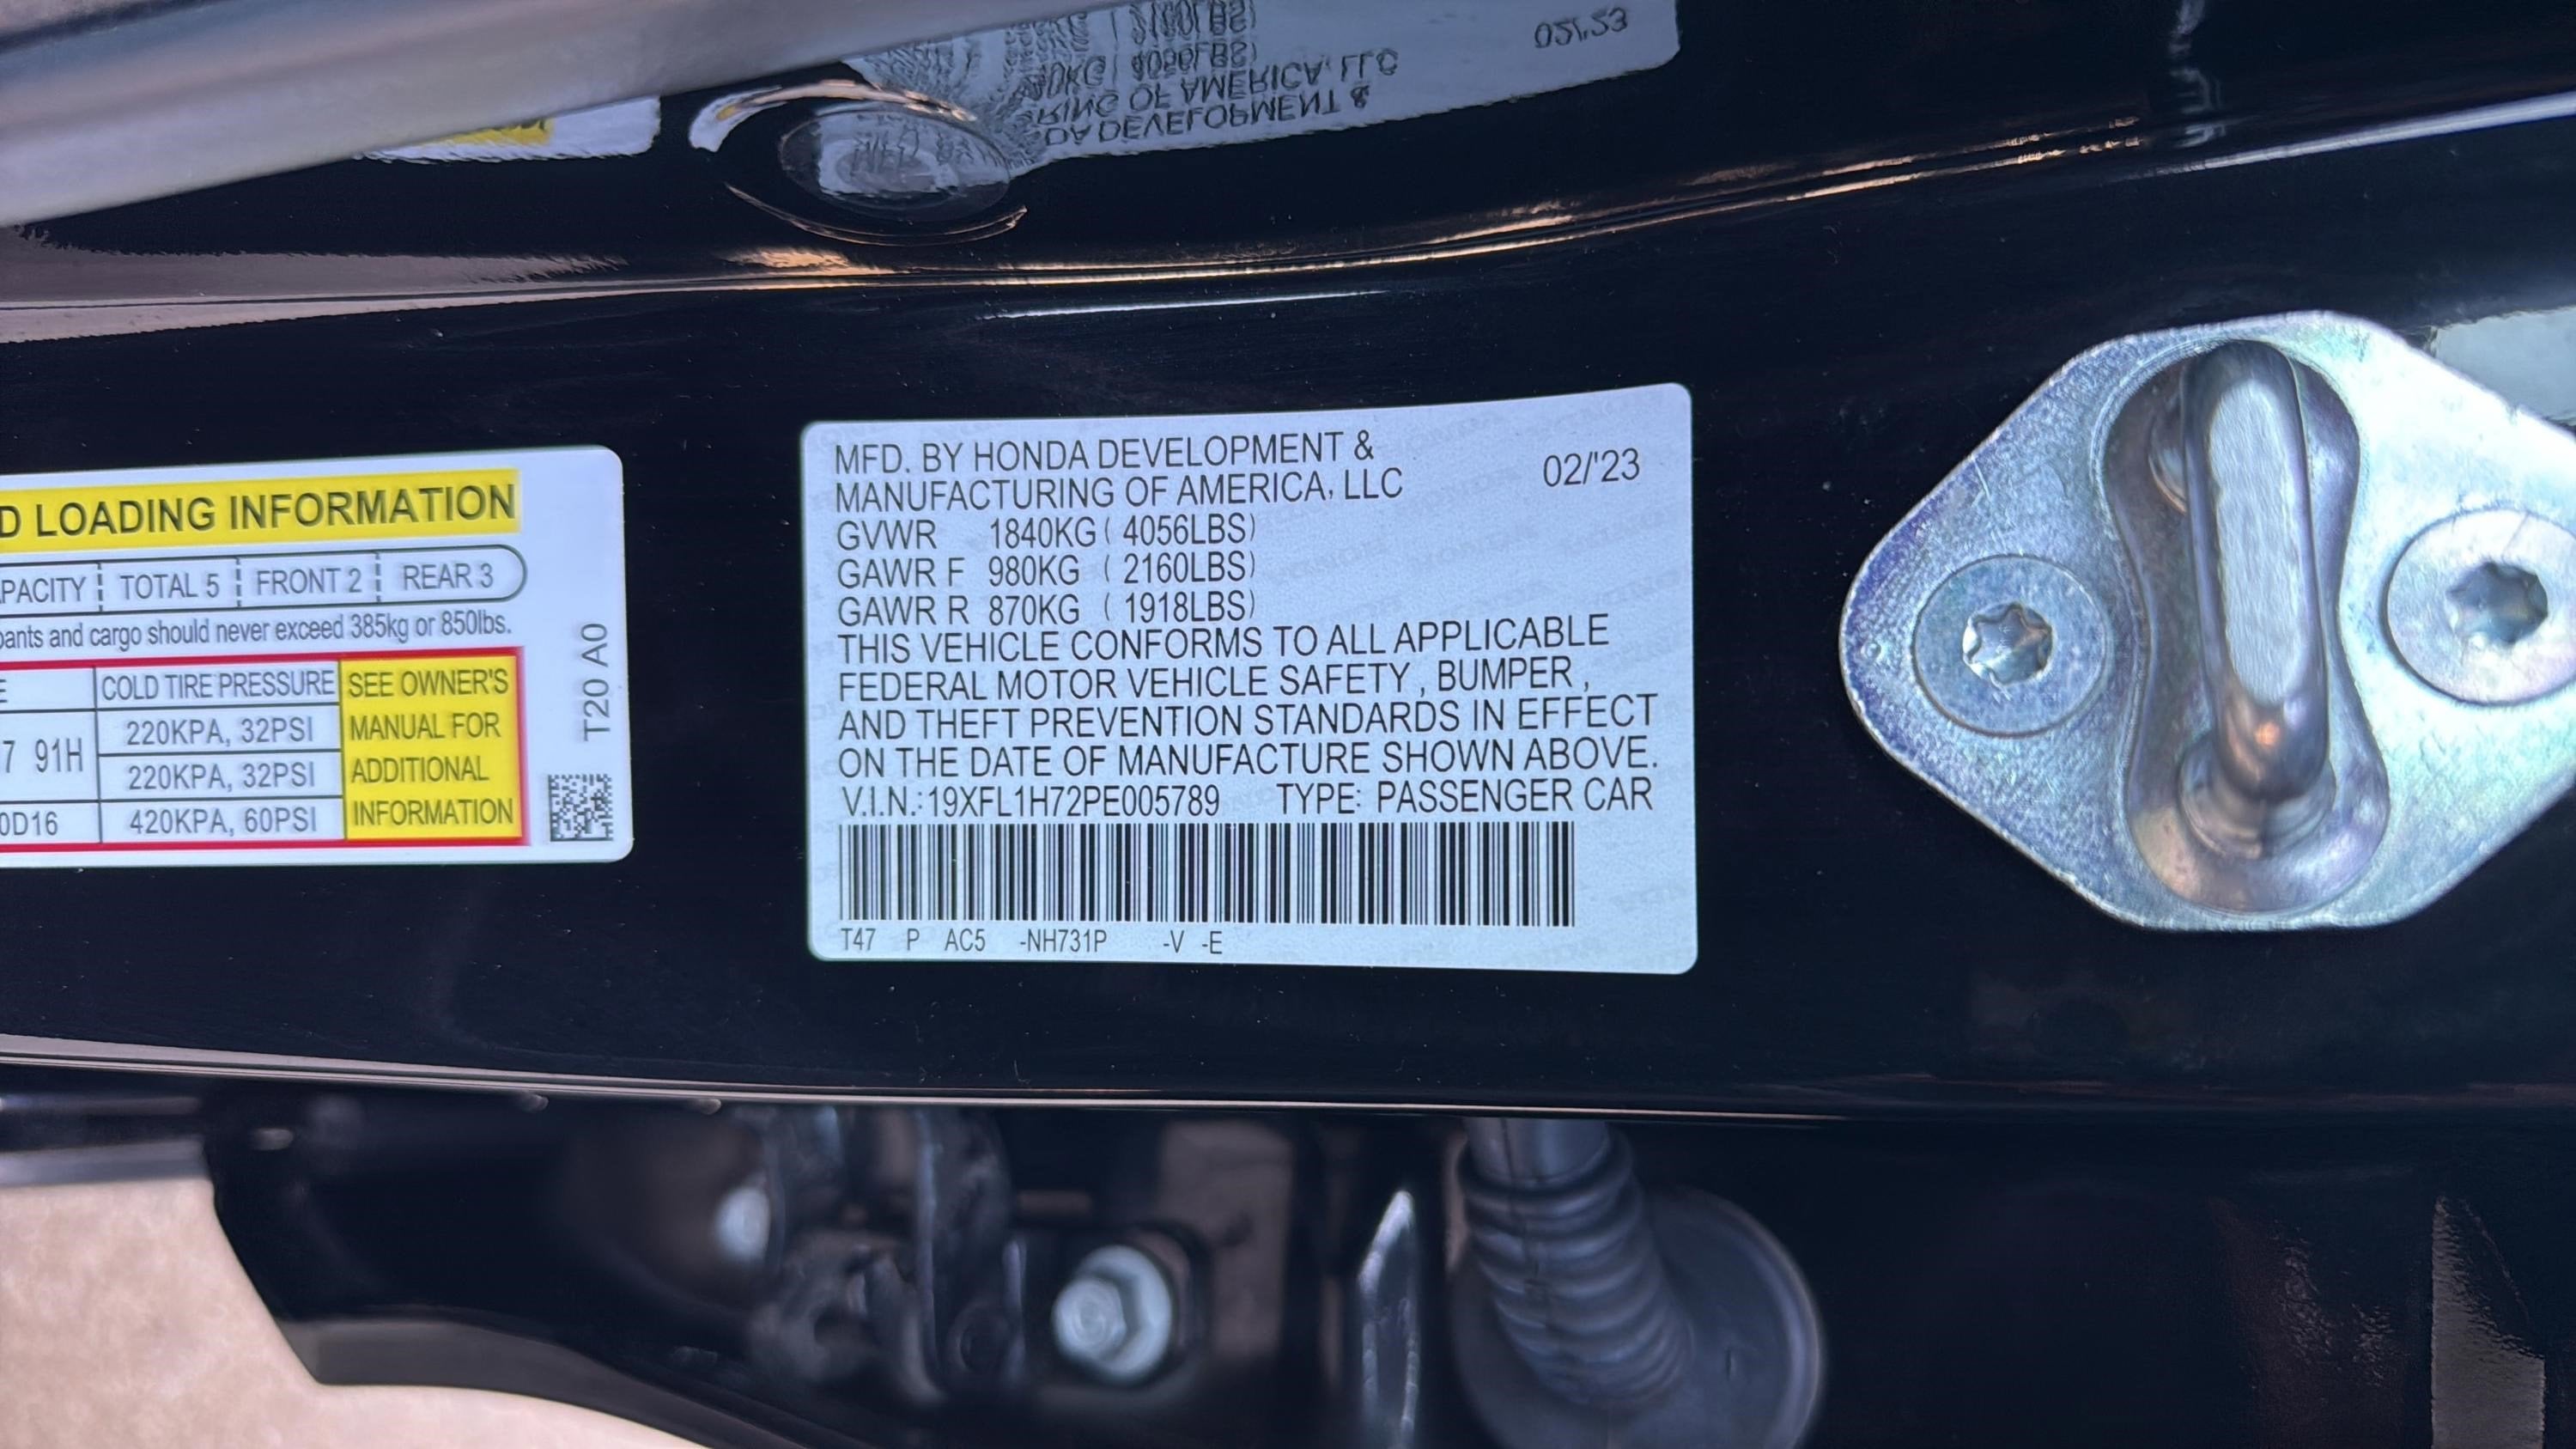 D LOADING INFORMATION
PACITY TOTAL 5 FRONT 2 REAR 3
pants and cargo should never exceed 385kg or 850lbs.
E COLD TIRE PRESSURE SEE OWNER'S
MANUAL FOR
ADDITIONAL
INFORMATION
7 91H 220KPA, 32PSI
220KPA, 32PSI
0D16 420KPA, 60PSI
T20 A0
MFD. BY HONDA DEVELOPMENT &
MANUFACTURING OF AMERICA, LLC 02/'23
GVWR 1840KG ( 4056LBS)
GAWR F 980KG ( 2160LBS)
GAWR R 870KG ( 1918LBS)
THIS VEHICLE CONFORMS TO ALL APPLICABLE
FEDERAL MOTOR VEHICLE SAFETY , BUMPER ,
AND THEFT PREVENTION STANDARDS IN EFFECT
ON THE DATE OF MANUFACTURE SHOWN ABOVE.
V.I.N.: 19XFL1H72PE005789 TYPE: PASSENGER CAR
T47 P AC5 -NH731P -V -E